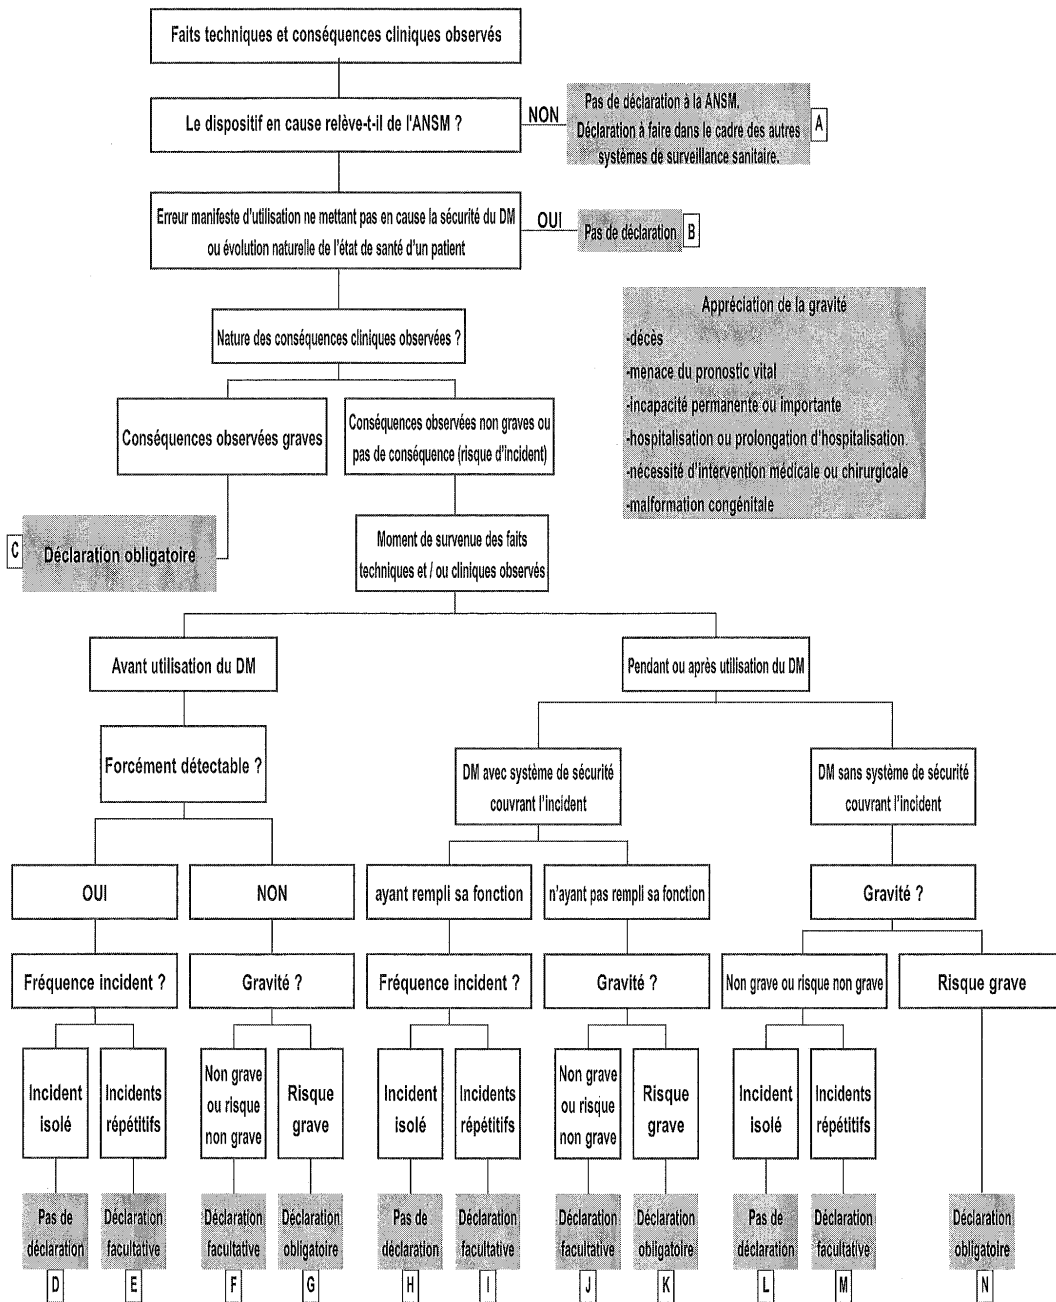 Faits techniques et conséquences cliniques observés
Le dispositif en cause relève-t-il de l'ANSM ?
NON
Pas de déclaration à la ANSM.
Déclaration à faire dans le cadre des autres
systèmes de surveillance sanitaire.
A
Erreur manifeste d'utilisation ne mettant pas en cause la sécurité du DM
ou évolution naturelle de l'état de santé d'un patient
OUI
Pas de déclaration
B
Nature des conséquences cliniques observées ?
Appréciation de la gravité
-décès
-menace du pronostic vital
-incapacité permanente ou importante
-hospitalisation ou prolongation d'hospitalisation
-nécessité d'intervention médicale ou chirurgicale
-malformation congénitale
Conséquences observées graves
Conséquences observées non graves ou
pas de conséquence (risque d'incident)
C
Déclaration obligatoire
Moment de survenue des faits
techniques et / ou cliniques observés
Avant utilisation du DM
Pendant ou après utilisation du DM
Forcément détectable ?
DM avec système de sécurité
couvrant l'incident
DM sans système de sécurité
couvrant l'incident
OUI
NON
ayant rempli sa fonction
n'ayant pas rempli sa fonction
Gravité ?
Fréquence incident ?
Gravité ?
Fréquence incident ?
Gravité ?
Non grave ou risque non grave
Risque grave
Incident
isolé
Incidents
répétitifs
Non grave
ou risque
non grave
Risque
grave
Incident
isolé
Incidents
répétitifs
Non grave
ou risque
non grave
Risque
grave
Incident
isolé
Incidents
répétitifs
Pas de
déclaration
Déclaration
facultative
Déclaration
facultative
Déclaration
obligatoire
Pas de
déclaration
Déclaration
facultative
Déclaration
facultative
Déclaration
obligatoire
Pas de
déclaration
Déclaration
facultative
Déclaration
obligatoire
D
E
F
G
H
I
J
K
L
M
N